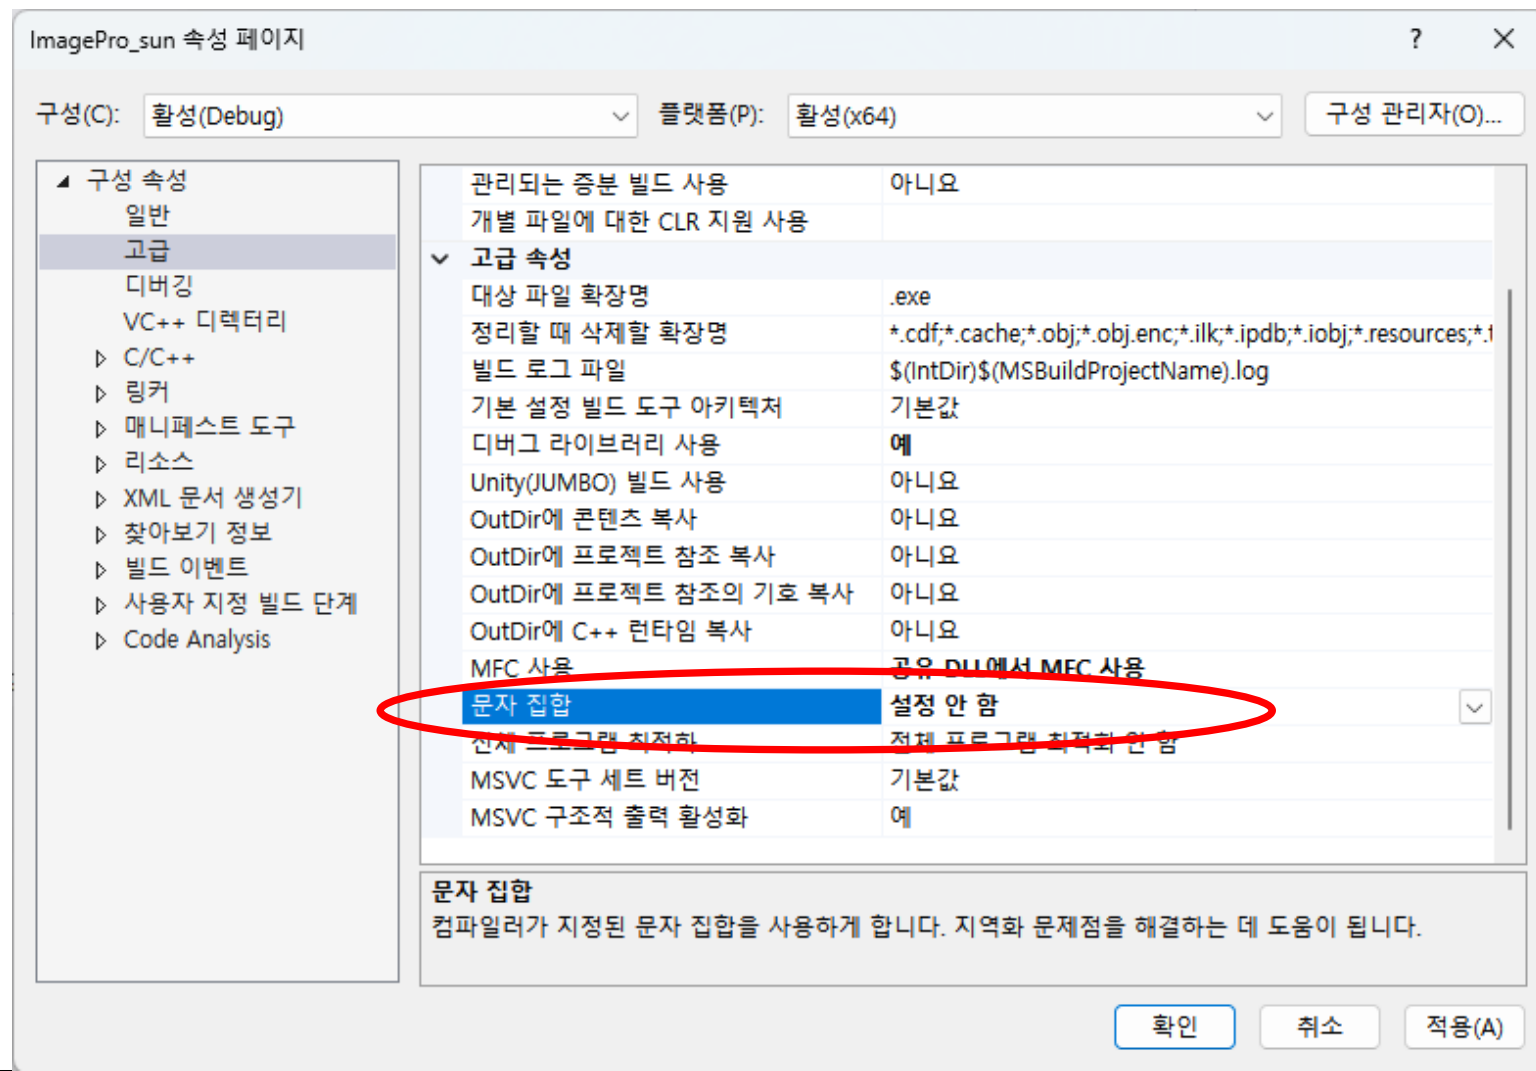 ImagePro_sun 속성 페이지
구성(C): 활성(Debug) 플랫폼(P): 활성(x64) 구성 관리자(O)...
구성 속성
일반
고급
디버깅
VC++ 디렉터리
C/C++
링커
매니페스트 도구
리소스
XML 문서 생성기
찾아보기 정보
빌드 이벤트
사용자 지정 빌드 단계
Code Analysis
관리되는 증분 빌드 사용 아니요
개별 파일에 대한 CLR 지원 사용
고급 속성
대상 파일 확장명 .exe
정리할 때 삭제할 확장명 *.cdf;*.cache;*.obj;*.obj.enc;*.ilk;*.ipdb;*.iobj;*.resources;*.t
빌드 로그 파일 $(IntDir)$(MSBuildProjectName).log
기본 설정 빌드 도구 아키텍처 기본값
디버그 라이브러리 사용 예
Unity(JUMBO) 빌드 사용 아니요
OutDir에 콘텐츠 복사 아니요
OutDir에 프로젝트 참조 복사 아니요
OutDir에 프로젝트 참조의 기호 복사 아니요
OutDir에 C++ 런타임 복사 아니요
MFC 사용 공유 DLL에서 MFC 사용
문자 집합 설정 안 함
전체 프로그램 최적화 전체 프로그램 최적화 안 함
MSVC 도구 세트 버전 기본값
MSVC 구조적 출력 활성화 예
문자 집합
컴파일러가 지정된 문자 집합을 사용하게 합니다. 지역화 문제점을 해결하는 데 도움이 됩니다.
확인 취소 적용(A)